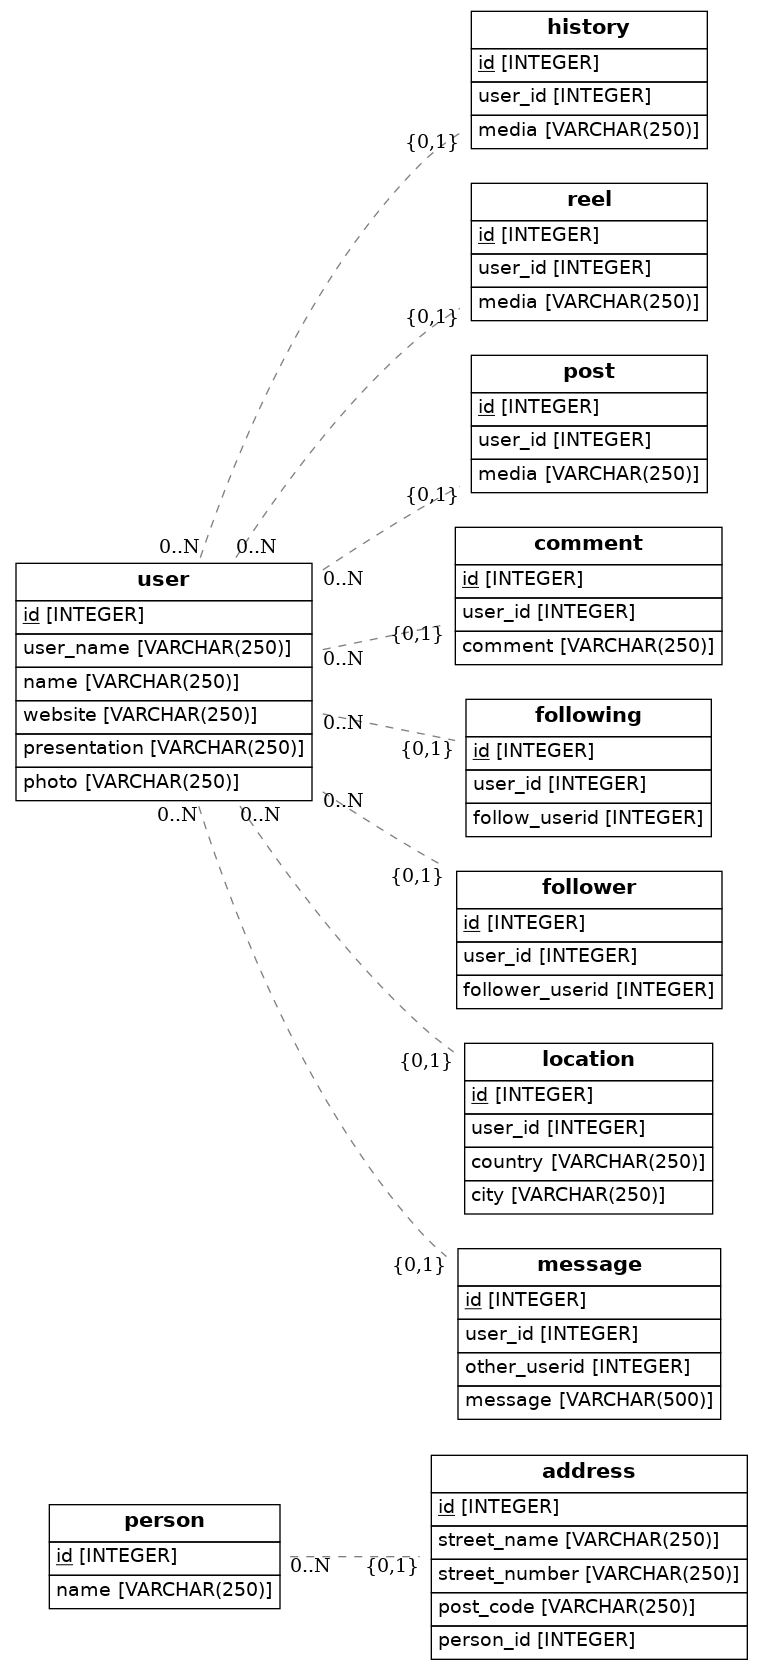 history
id [INTEGER]
user_id [INTEGER]
media [VARCHAR(250)]
{0,1}
reel
id [INTEGER]
user_id [INTEGER]
media [VARCHAR(250)]
{0,1}
post
id [INTEGER]
user_id [INTEGER]
media [VARCHAR(250)]
{0,1}
0..N 0..N
0..N
user
id [INTEGER]
user_name [VARCHAR(250)]
name [VARCHAR(250)]
website [VARCHAR(250)]
presentation [VARCHAR(250)]
photo [VARCHAR(250)]
comment
id [INTEGER]
user_id [INTEGER]
comment [VARCHAR(250)]
{0,1}
0..N
following
id [INTEGER]
user_id [INTEGER]
follow_userid [INTEGER]
0..N
{0,1}
0..N
0..N 0..N
{0,1}
follower
id [INTEGER]
user_id [INTEGER]
follower_userid [INTEGER]
{0,1}
location
id [INTEGER]
user_id [INTEGER]
country [VARCHAR(250)]
city [VARCHAR(250)]
{0,1}
message
id [INTEGER]
user_id [INTEGER]
other_userid [INTEGER]
message [VARCHAR(500)]
person
id [INTEGER]
name [VARCHAR(250)]
0..N {0,1}
address
id [INTEGER]
street_name [VARCHAR(250)]
street_number [VARCHAR(250)]
post_code [VARCHAR(250)]
person_id [INTEGER]